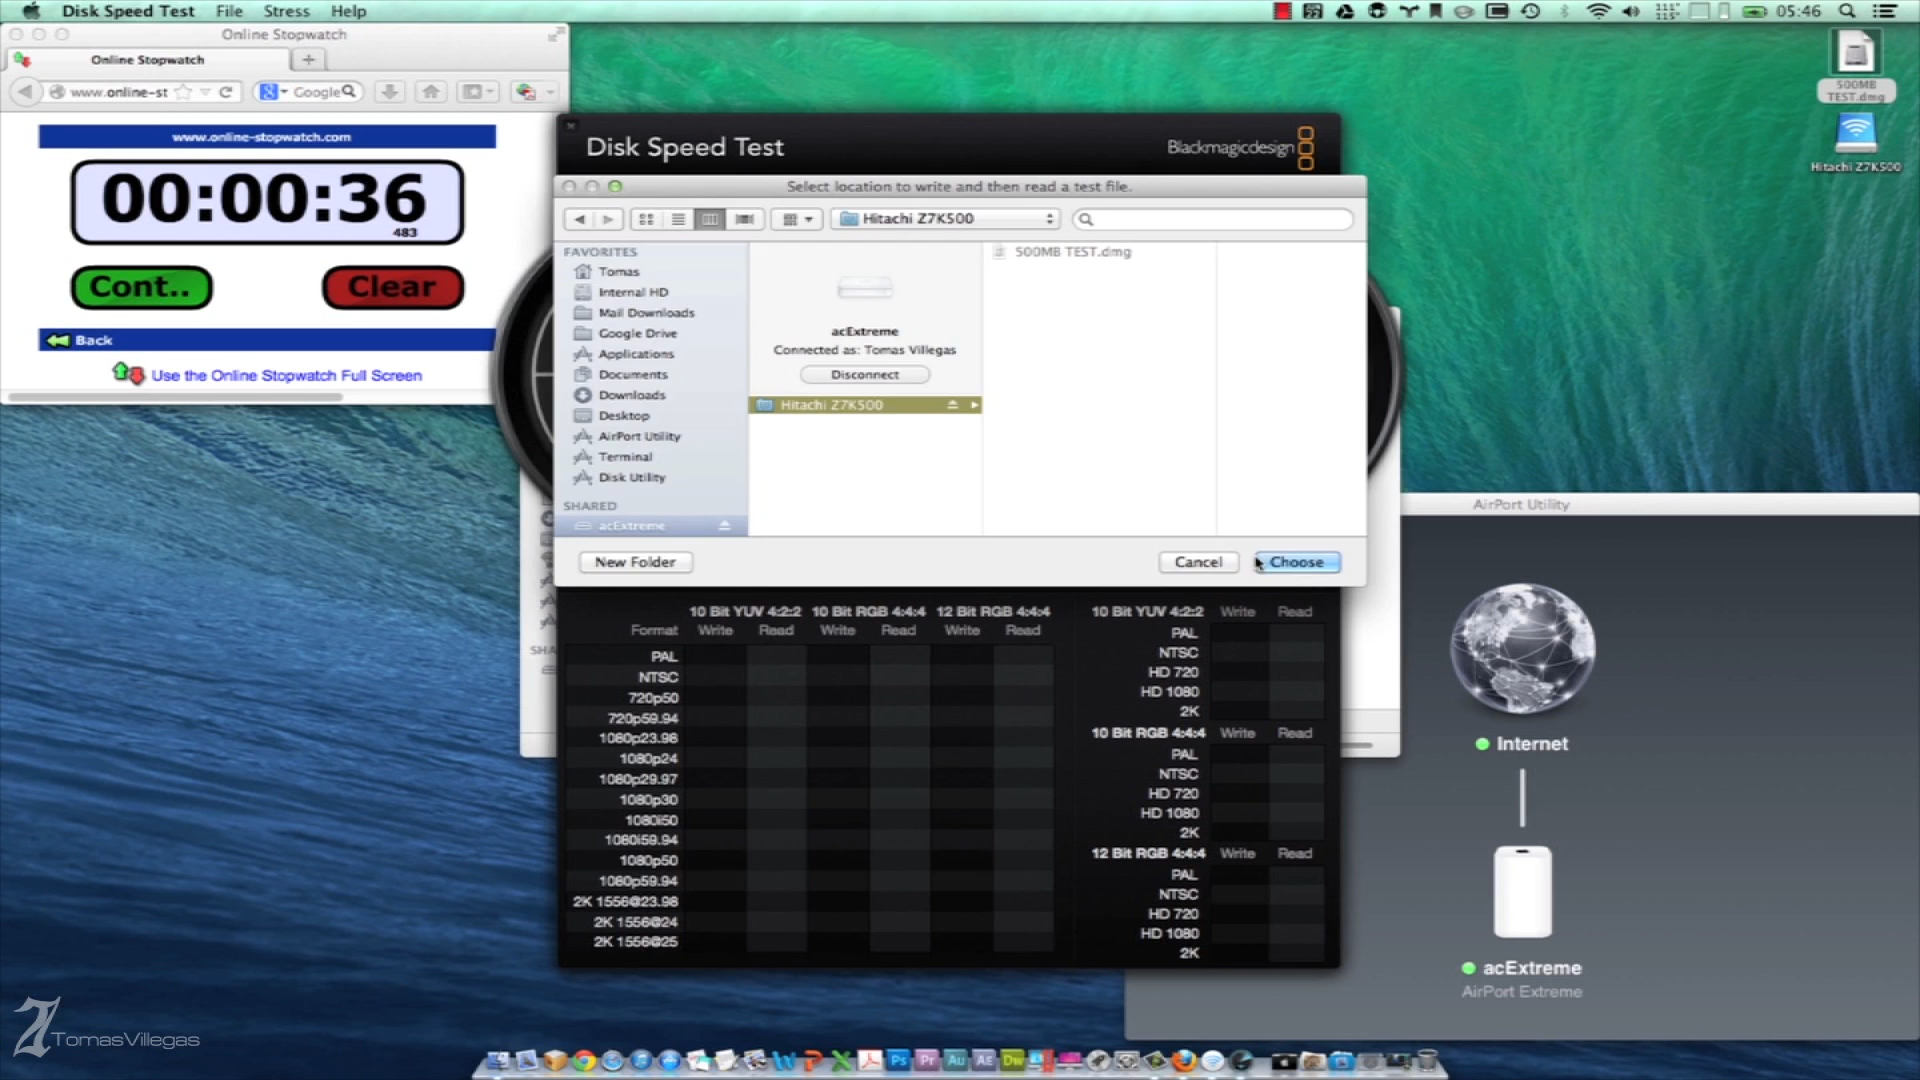 Disk Speed Test File Stress Help
05:46
Online Stopwatch
Online Stopwatch
www.online-st
Google
www.online-stopwatch.com
00:00:36
483
Cont..
Clear
Back
Use the Online Stopwatch Full Screen
500MB
TEST.dmg
Hitachi Z7K500
Disk Speed Test
Blackmagicdesign
Select location to write and then read a test file.
Hitachi Z7K500
FAVORITES
Tomas
Internal HD
Mail Downloads
Google Drive
Applications
Documents
Downloads
Desktop
AirPort Utility
Terminal
Disk Utility
SHARED
acExtreme
acExtreme
Connected as: Tomas Villegas
Disconnect
Hitachi Z7K500
500MB TEST.dmg
New Folder
Cancel
Choose
SHA
10 Bit YUV 4:2:2 10 Bit RGB 4:4:4 12 Bit RGB 4:4:4
Format Write Read Write Read Write Read
PAL
NTSC
720p50
720p59.94
1080p23.98
1080p24
1080p29.97
1080p30
1080i50
1080i59.94
1080p50
1080p59.94
2K 1556@23.98
2K 1556@24
2K 1556@25
10 Bit YUV 4:2:2 Write Read
PAL
NTSC
HD 720
HD 1080
2K
10 Bit RGB 4:4:4 Write Read
PAL
NTSC
HD 720
HD 1080
2K
12 Bit RGB 4:4:4 Write Read
PAL
NTSC
HD 720
HD 1080
2K
AirPort Utility
Internet
acExtreme
AirPort Extreme
TomasVillegas
Ps Pr Au AE Dw